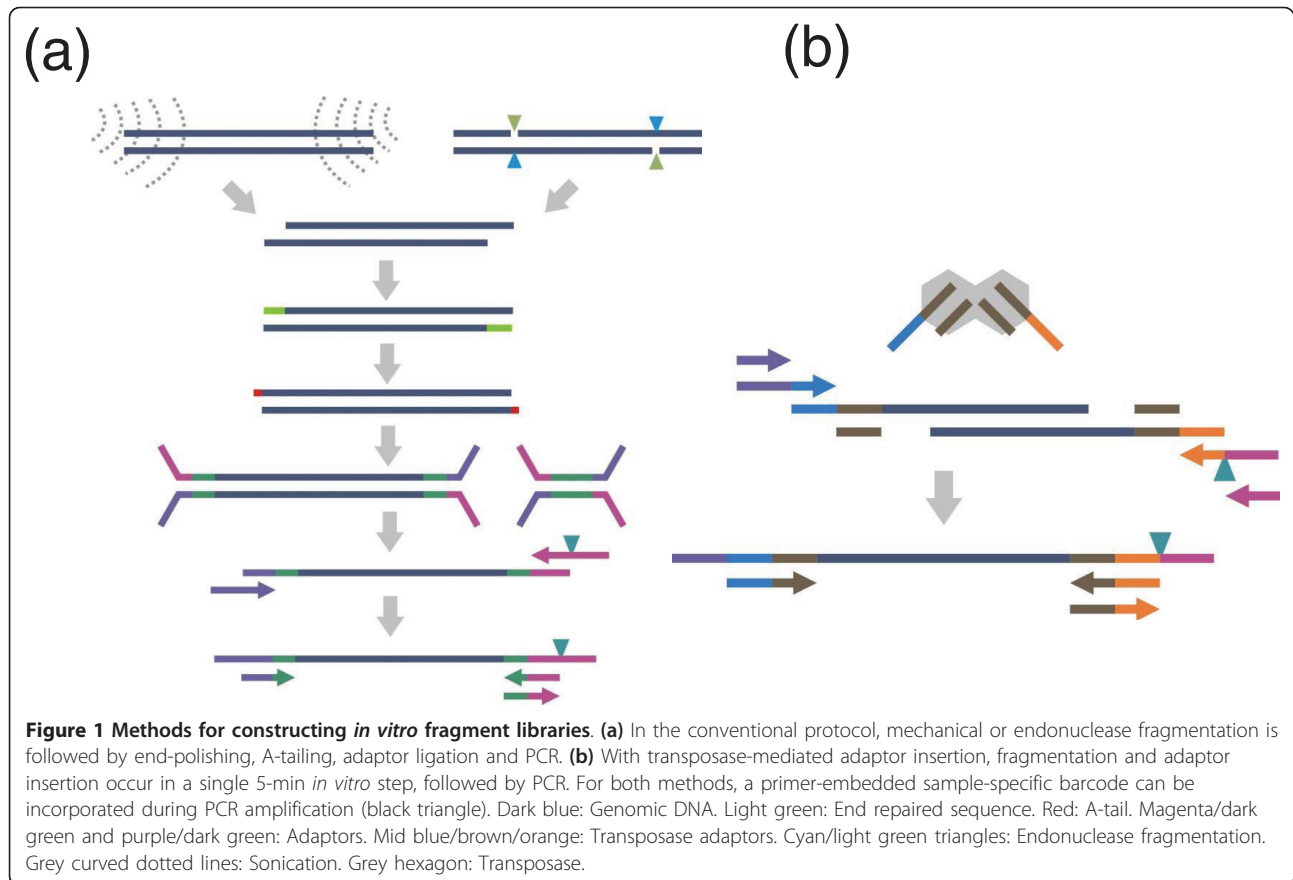 (a)
(b)
Figure 1 Methods for constructing in vitro fragment libraries. (a) In the conventional protocol, mechanical or endonuclease fragmentation is
followed by end-polishing, A-tailing, adaptor ligation and PCR. (b) With transposase-mediated adaptor insertion, fragmentation and adaptor
insertion occur in a single 5-min in vitro step, followed by PCR. For both methods, a primer-embedded sample-specific barcode can be
incorporated during PCR amplification (black triangle). Dark blue: Genomic DNA. Light green: End repaired sequence. Red: A-tail. Magenta/dark
green and purple/dark green: Adaptors. Mid blue/brown/orange: Transposase adaptors. Cyan/light green triangles: Endonuclease fragmentation.
Grey curved dotted lines: Sonication. Grey hexagon: Transposase.